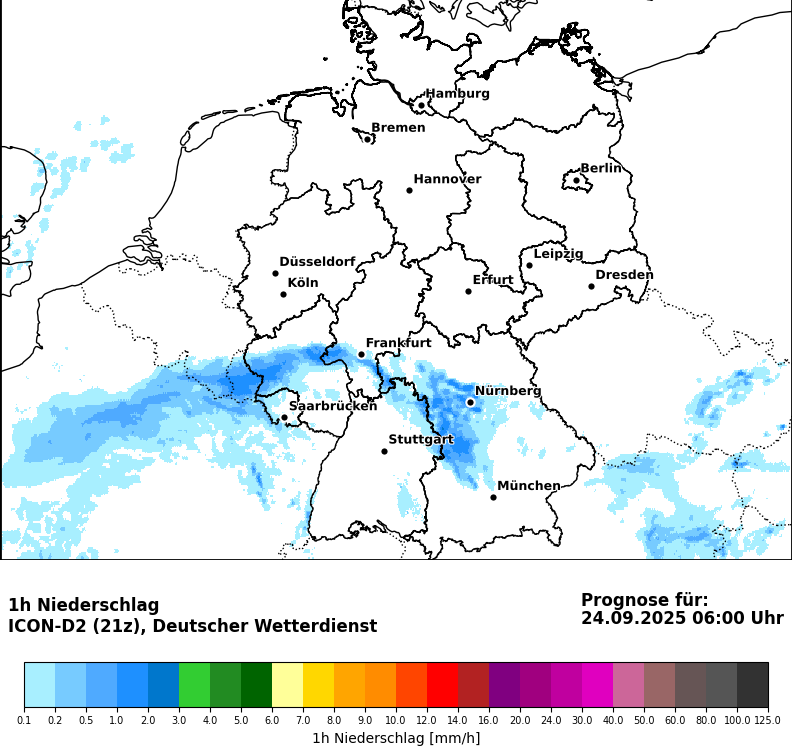 Hamburg
Bremen
Berlin
Hannover
Leipzig
Düsseldorf
Dresden
Köln
Erfurt
Frankfurt
Nürnberg
Saarbrücken
Stuttgart
München
1h Niederschlag
ICON-D2 (21z), Deutscher Wetterdienst
Prognose für:
24.09.2025 06:00 Uhr
0.1 0.2 0.5 1.0 2.0 3.0 4.0 5.0 6.0 7.0 8.0 9.0 10.0 12.0 14.0 16.0 20.0 24.0 30.0 40.0 50.0 60.0 80.0 100.0 125.0
1h Niederschlag [mm/h]